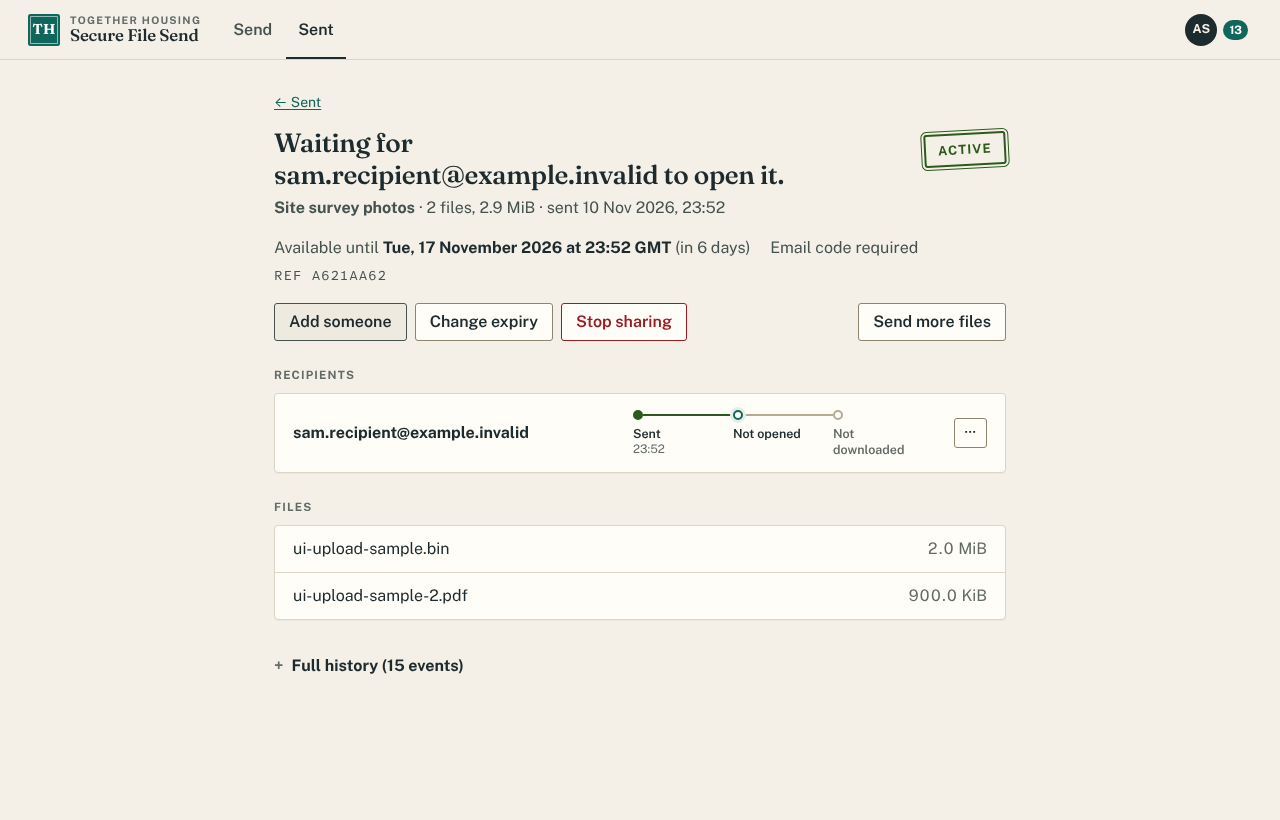 TH
TOGETHER HOUSING
Secure File Send
Send
Sent
AS
13
← Sent
Waiting for
sam.recipient@example.invalid to open it.
ACTIVE
Site survey photos · 2 files, 2.9 MiB · sent 10 Nov 2026, 23:52
Available until Tue, 17 November 2026 at 23:52 GMT (in 6 days)
Email code required
REF A621AA62
Add someone
Change expiry
Stop sharing
Send more files
RECIPIENTS
sam.recipient@example.invalid
Sent
23:52
Not opened
Not
downloaded
...
FILES
ui-upload-sample.bin
2.0 MiB
ui-upload-sample-2.pdf
900.0 KiB
+ Full history (15 events)